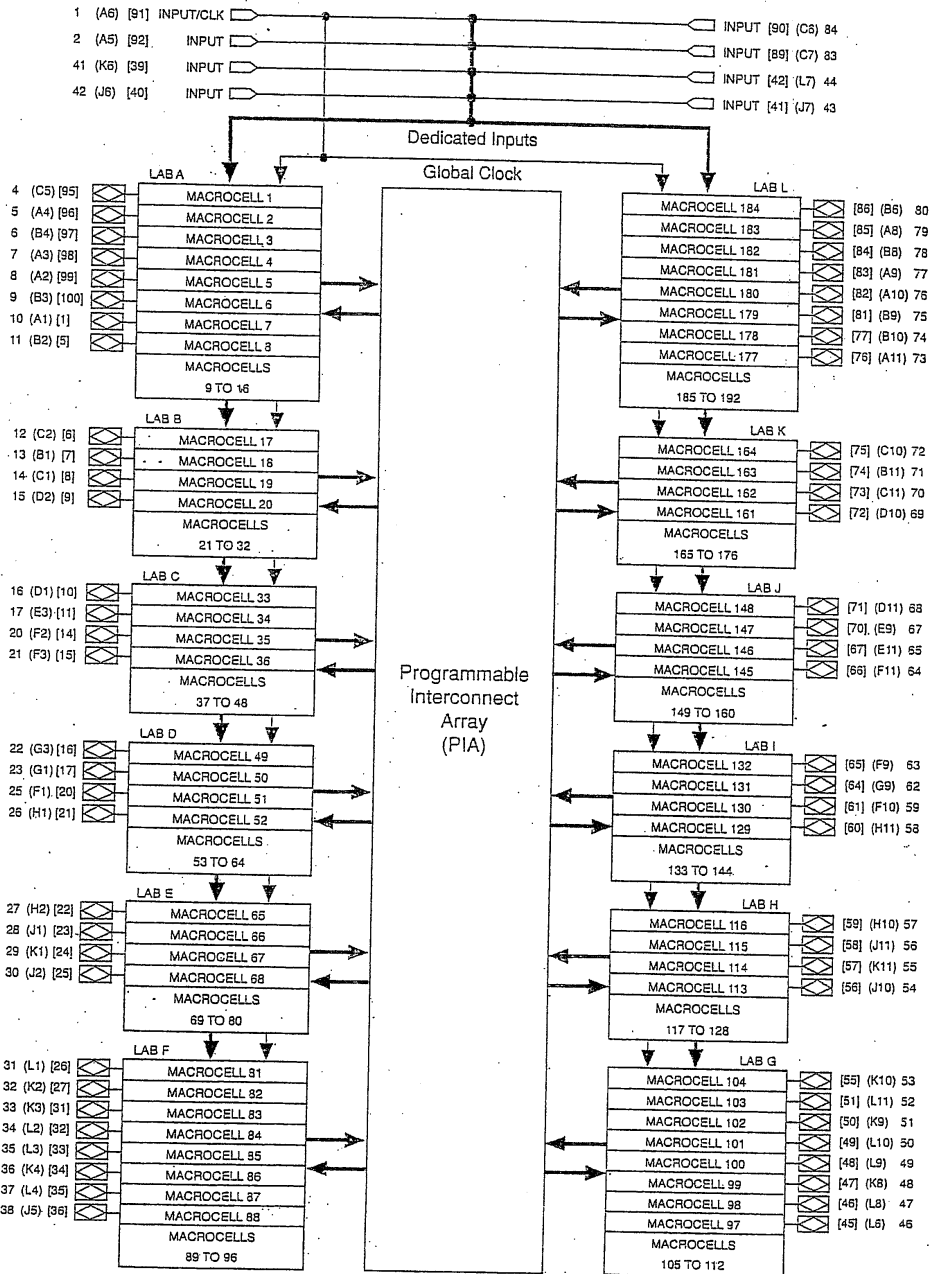 1 (A6) [91] INPUT/CLK
INPUT [90] (C6) 84
2 (A5) [92] INPUT
INPUT [89] (C7) 83
41 (K6) [39] INPUT
INPUT [42] (L7) 44
42 (J6) [40] INPUT
INPUT [41] (J7) 43
Dedicated Inputs
Global Clock
LAB A
4 (C5) [95] MACROCELL 1
5 (A4) [96] MACROCELL 2
6 (B4) [97] MACROCELL 3
7 (A3) [98] MACROCELL 4
8 (A2) [99] MACROCELL 5
9 (B3) [100] MACROCELL 6
10 (A1) [1] MACROCELL 7
11 (B2) [5] MACROCELL 8
MACROCELLS
9 TO 16
LAB B
12 (C2) [6] MACROCELL 17
13 (B1) [7] MACROCELL 18
14 (C1) [8] MACROCELL 19
15 (D2) [9] MACROCELL 20
MACROCELLS
21 TO 32
LAB C
16 (D1) [10] MACROCELL 33
17 (E3) [11] MACROCELL 34
20 (F2) [14] MACROCELL 35
21 (F3) [15] MACROCELL 36
MACROCELLS
37 TO 48
LAB D
22 (G3) [16] MACROCELL 49
23 (G1) [17] MACROCELL 50
25 (F1) [20] MACROCELL 51
26 (H1) [21] MACROCELL 52
MACROCELLS
53 TO 64
LAB E
27 (H2) [22] MACROCELL 65
28 (J1) [23] MACROCELL 66
29 (K1) [24] MACROCELL 67
30 (J2) [25] MACROCELL 68
MACROCELLS
69 TO 80
LAB F
31 (L1) [26] MACROCELL 81
32 (K2) [27] MACROCELL 82
33 (K3) [31] MACROCELL 83
34 (L2) [32] MACROCELL 84
35 (L3) [33] MACROCELL 85
36 (K4) [34] MACROCELL 86
37 (L4) [35] MACROCELL 87
38 (J5) [36] MACROCELL 88
MACROCELLS
89 TO 96
Programmable
Interconnect
Array
(PIA)
LAB L
MACROCELL 184 [86] (B6) 80
MACROCELL 183 [85] (A8) 79
MACROCELL 182 [84] (B8) 78
MACROCELL 181 [83] (A9) 77
MACROCELL 180 [82] (A10) 76
MACROCELL 179 [81] (B9) 75
MACROCELL 178 [77] (B10) 74
MACROCELL 177 [76] (A11) 73
MACROCELLS
185 TO 192
LAB K
MACROCELL 164 [75] (C10) 72
MACROCELL 163 [74] (B11) 71
MACROCELL 162 [73] (C11) 70
MACROCELL 161 [72] (D10) 69
MACROCELLS
165 TO 176
LAB J
MACROCELL 148 [71] (D11) 68
MACROCELL 147 [70] (E9) 67
MACROCELL 146 [67] (E11) 65
MACROCELL 145 [66] (F11) 64
MACROCELLS
149 TO 160
LAB I
MACROCELL 132 [65] (F9) 63
MACROCELL 131 [64] (G9) 62
MACROCELL 130 [61] (F10) 59
MACROCELL 129 [60] (H11) 58
MACROCELLS
133 TO 144
LAB H
MACROCELL 116 [59] (H10) 57
MACROCELL 115 [58] (J11) 56
MACROCELL 114 [57] (K11) 55
MACROCELL 113 [56] (J10) 54
MACROCELLS
117 TO 128
LAB G
MACROCELL 104 [55] (K10) 53
MACROCELL 103 [51] (L11) 52
MACROCELL 102 [50] (K9) 51
MACROCELL 101 [49] (L10) 50
MACROCELL 100 [48] (L9) 49
MACROCELL 99 [47] (K8) 48
MACROCELL 98 [46] (L8) 47
MACROCELL 97 [45] (L6) 46
MACROCELLS
105 TO 112